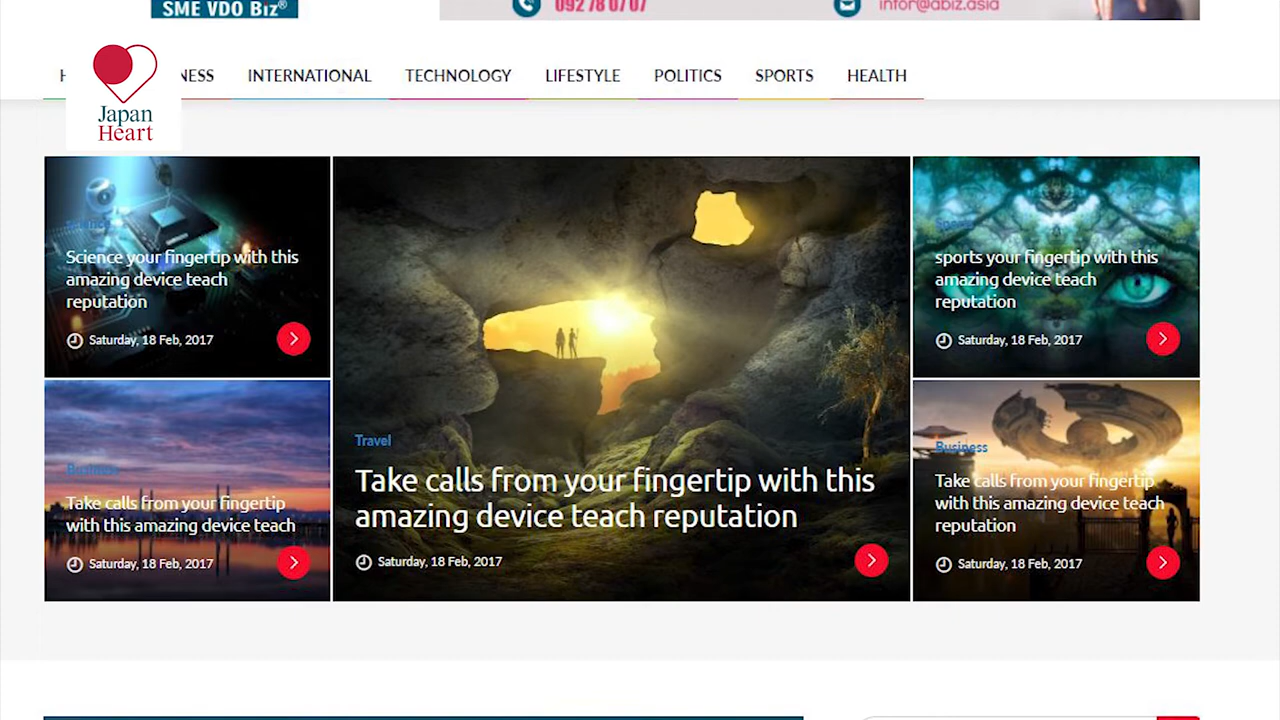 SME VDO BIZ®
092 78 07 07
infor@abiz.asia
NESS INTERNATIONAL TECHNOLOGY LIFESTYLE POLITICS SPORTS HEALTH
Japan
Heart
Science
Science your fingertip with this
amazing device teach
reputation
Saturday, 18 Feb, 2017
Business
Take calls from your fingertip
with this amazing device teach
Saturday, 18 Feb, 2017
Travel
Take calls from your fingertip with this
amazing device teach reputation
Saturday, 18 Feb, 2017
Sports
sports your fingertip with this
amazing device teach
reputation
Saturday, 18 Feb, 2017
Business
Take calls from your fingertip
with this amazing device teach
reputation
Saturday, 18 Feb, 2017